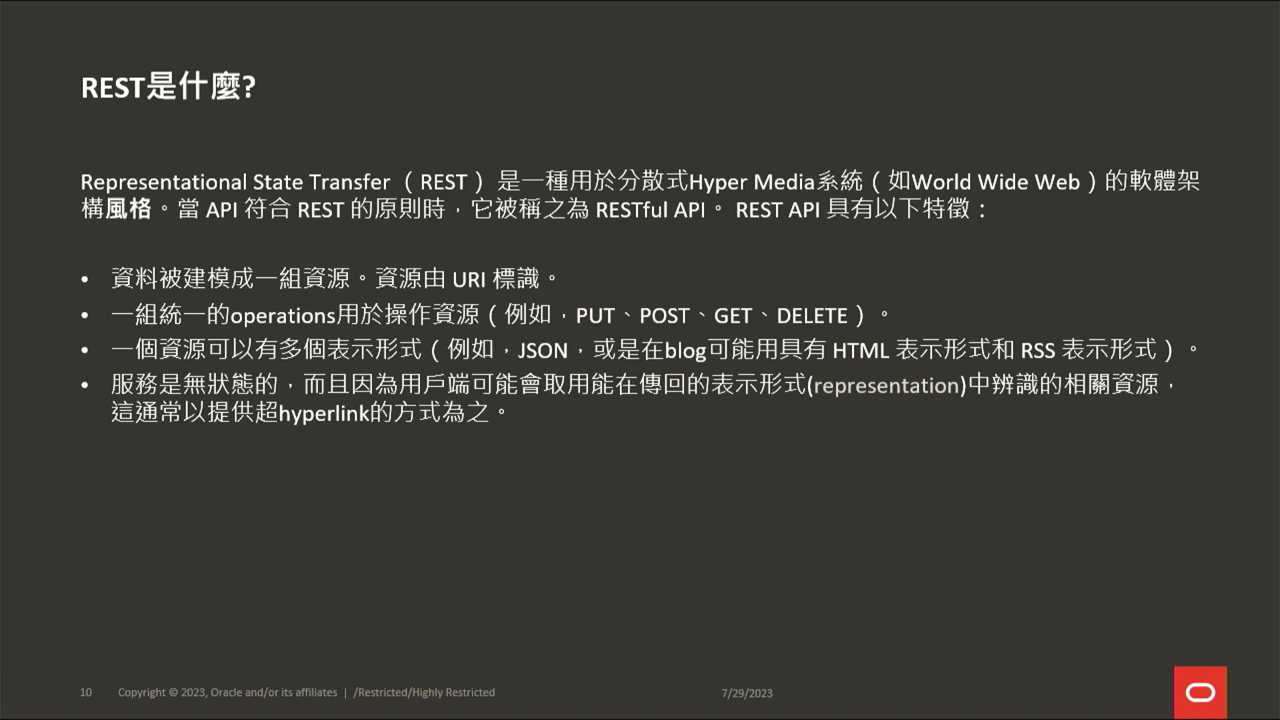 REST是什麼?
Representational State Transfer （REST） 是一種用於分散式Hyper Media系統（如World Wide Web）的軟體架
構風格。當 API 符合 REST 的原則時，它被稱之為 RESTful API。 REST API 具有以下特徵：
• 資料被建模成一組資源。資源由 URI 標識。
• 一組統一的operations用於操作資源（例如，PUT、POST、GET、DELETE）。
• 一個資源可以有多個表示形式（例如，JSON，或是在blog可能用具有 HTML 表示形式和 RSS 表示形式）。
• 服務是無狀態的，而且因為用戶端可能會取用能在傳回的表示形式(representation)中辨識的相關資源，
這通常以提供超hyperlink的方式為之。
10 Copyright © 2023, Oracle and/or its affiliates | /Restricted/Highly Restricted 7/29/2023